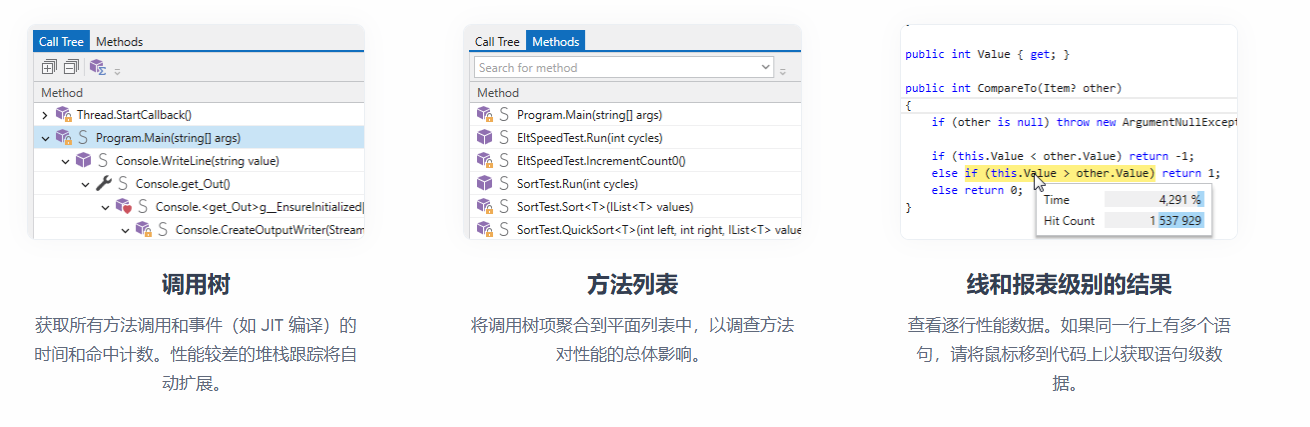 Call Tree Methods
Method
Thread.StartCallback()
S Program.Main(string[] args)
S Console.WriteLine(string value)
S Console.get_Out()
S Console.<get_Out>g__EnsureInitialized|
S Console.CreateOutputWriter(Stream
调用树
获取所有方法调用和事件（如 JIT 编译）的
时间和命中计数。性能较差的堆栈跟踪将自
动扩展。
Call Tree Methods
Search for method
Method
S Program.Main(string[] args)
S EltSpeedTest.Run(int cycles)
S EltSpeedTest.IncrementCount0()
S SortTest.Run(int cycles)
S SortTest.Sort<T>(IList<T> values)
S SortTest.QuickSort<T>(int left, int right, IList<T> value
方法列表
将调用树项聚合到平面列表中，以调查方法
对性能的总体影响。
public int Value { get; }
public int CompareTo(Item? other)
{
if (other is null) throw new ArgumentNullExcept
if (this.Value < other.Value) return -1;
else if (this.Value > other.Value) return 1;
else return 0;
}
Time 4,291 %
Hit Count 1 537 929
线和报表级别的结果
查看逐行性能数据。如果同一行上有多个语
句，请将鼠标移到代码上以获取语句级数
据。